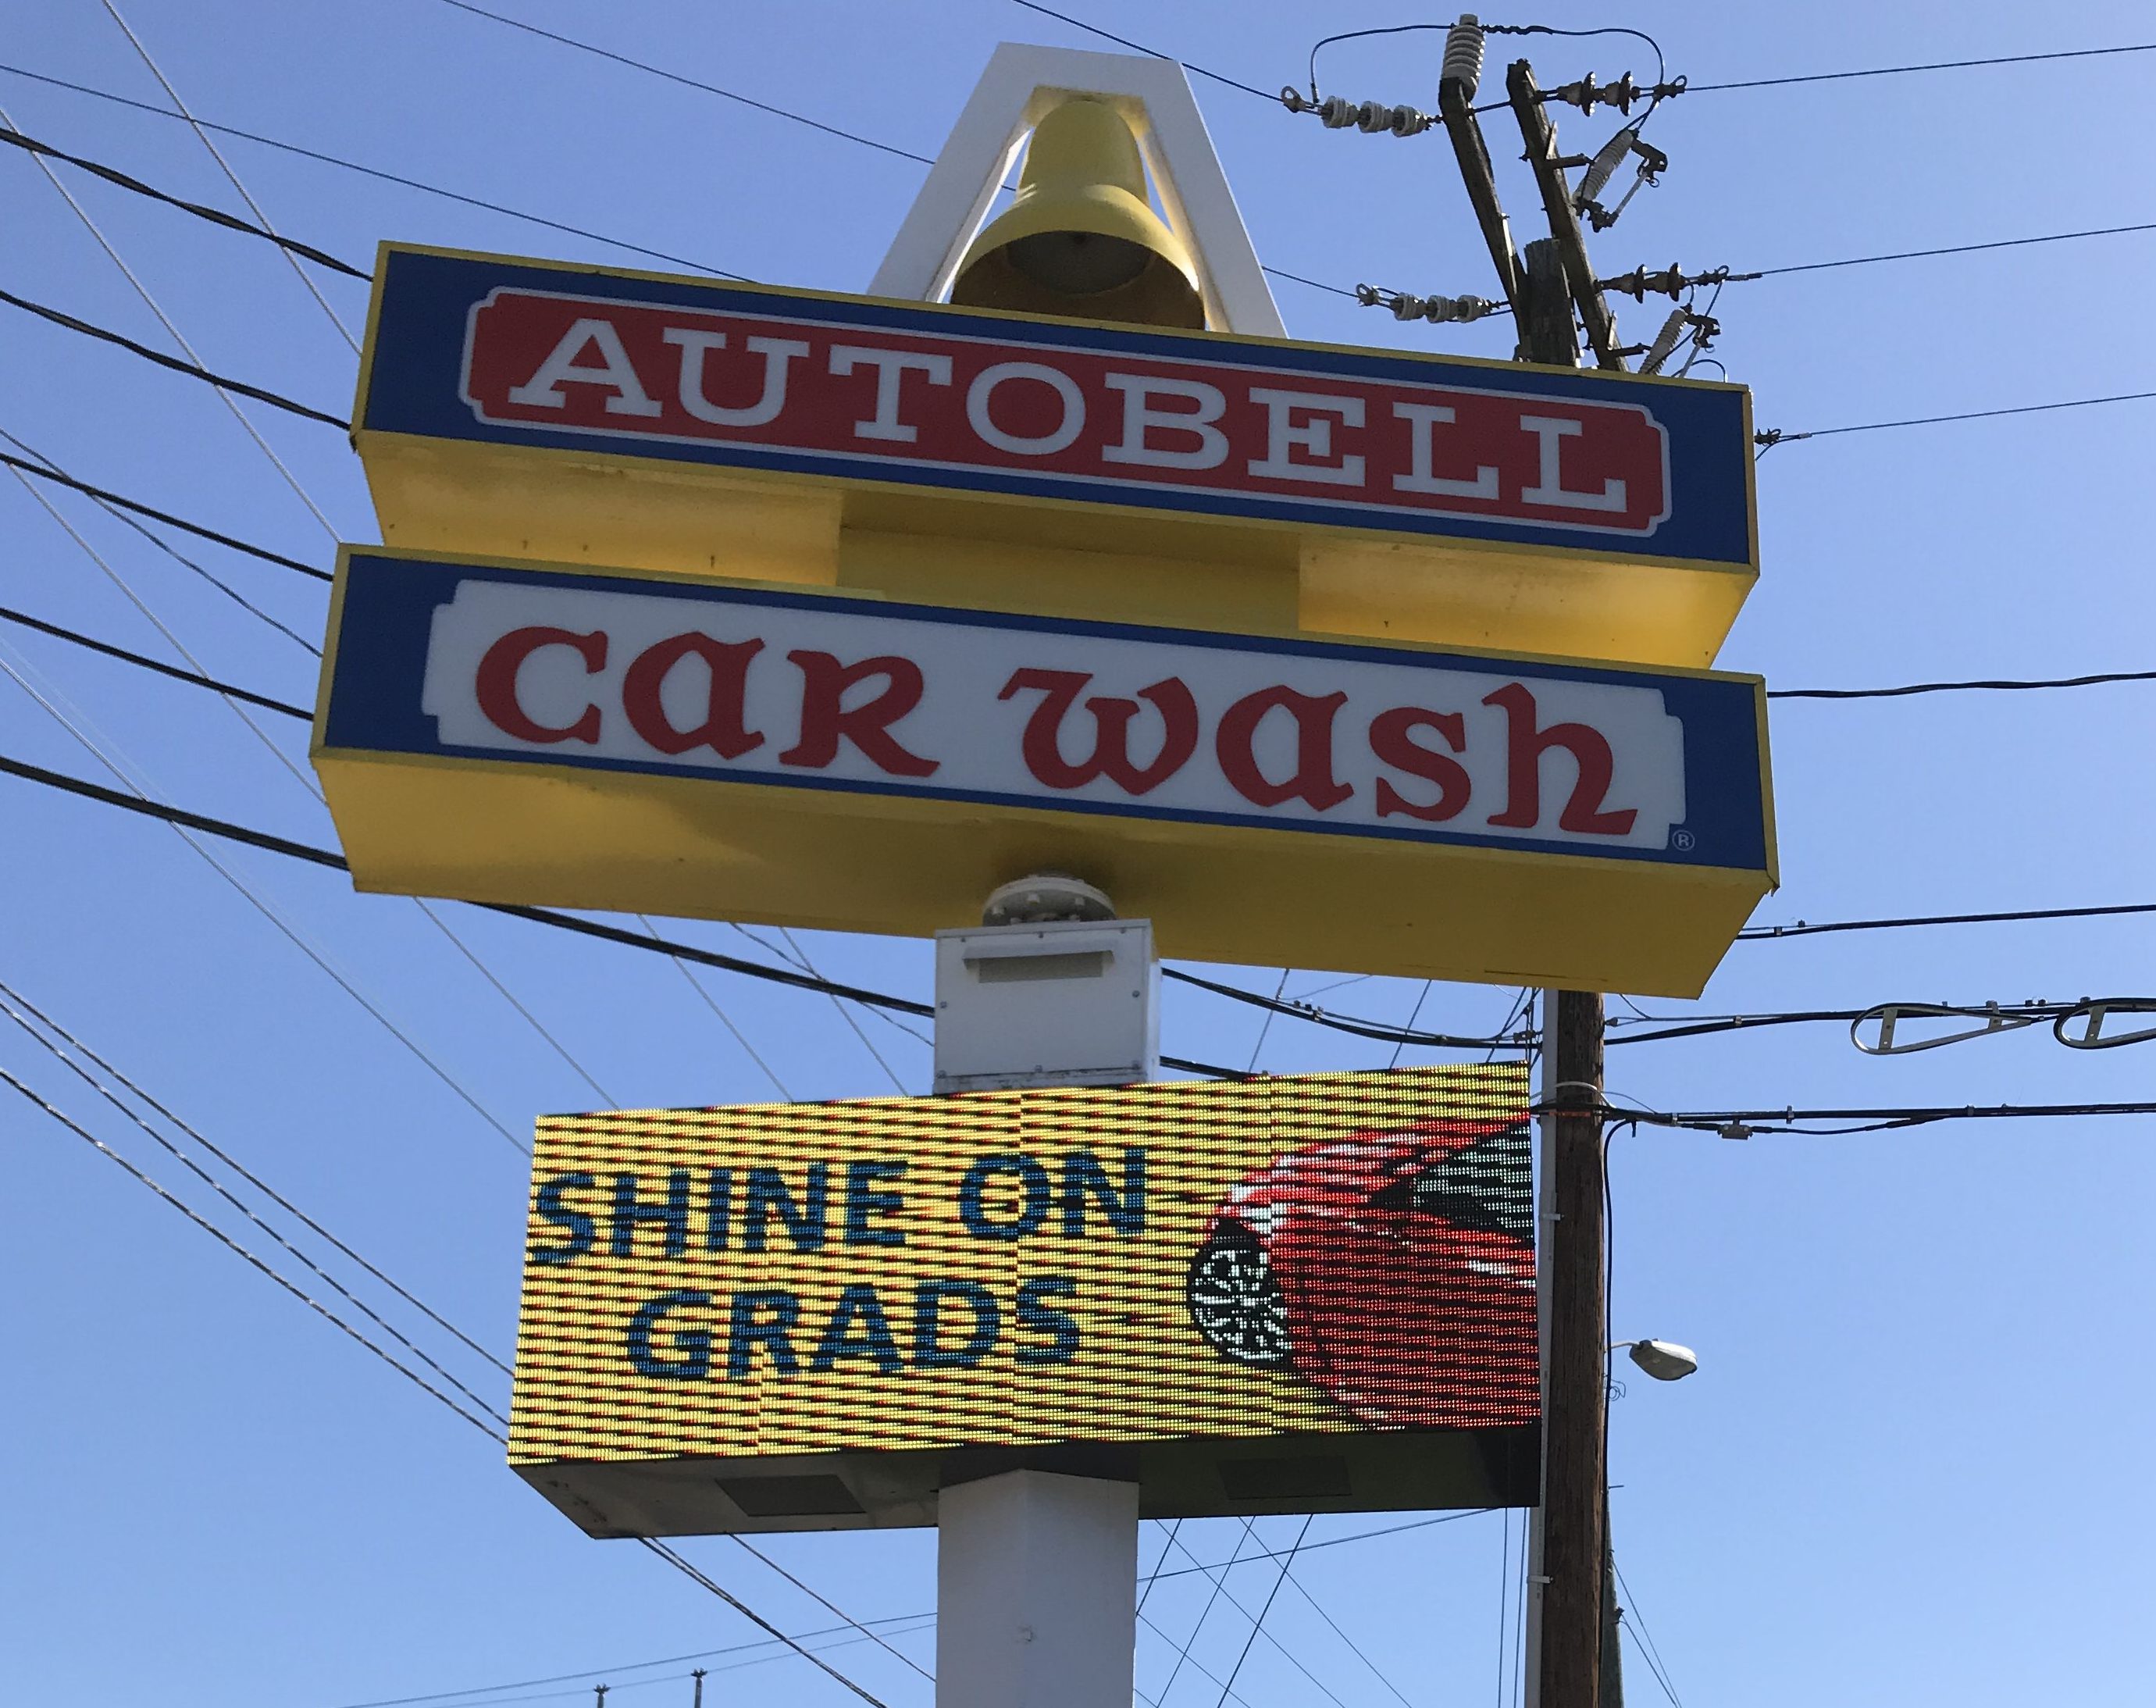 AUTOBELL
CAR WASH
®
SHINE ON
GRADS